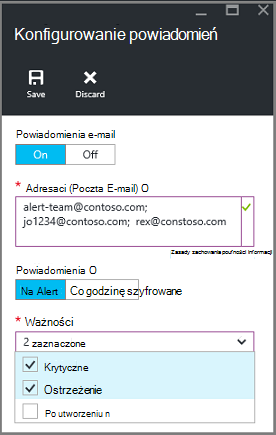 Konfigurowanie powiadomień
Save Discard
Powiadomienia e-mail
On Off
* Adresaci (Poczta E-mail) O
alert-team@contoso.com;
jo1234@contoso.com; rex@constoso.com
Zasady zachowania poufności informacji
Powiadomienia O
Na Alert Co godzinę szyfrowane
* Ważności
2 zaznaczone
Krytyczne
Ostrzeżenie
Po utworzeniu n